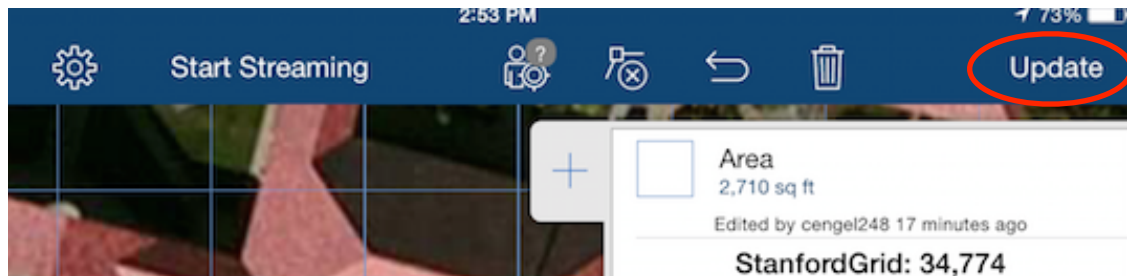 2:53 PM
73%
Start Streaming
?
Update
Area
2,710 sq ft
Edited by cengel248 17 minutes ago
StanfordGrid: 34,774